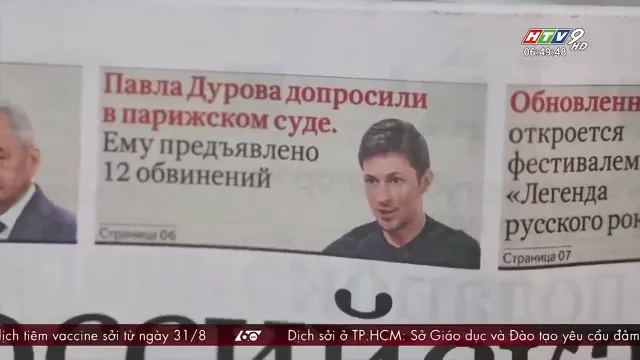 HTV9 HD
06:49:48
Павла Дурова допросили
в парижском суде.
Ему предъявлено
12 обвинений
Страница 06
Обновленн
откроется
фестивалем
«Легенда
русского рок
Страница 07
dịch tiêm vaccine sởi từ ngày 31/8
60
Dịch sởi ở TP.HCM: Sở Giáo dục và Đào tạo yêu cầu đảm